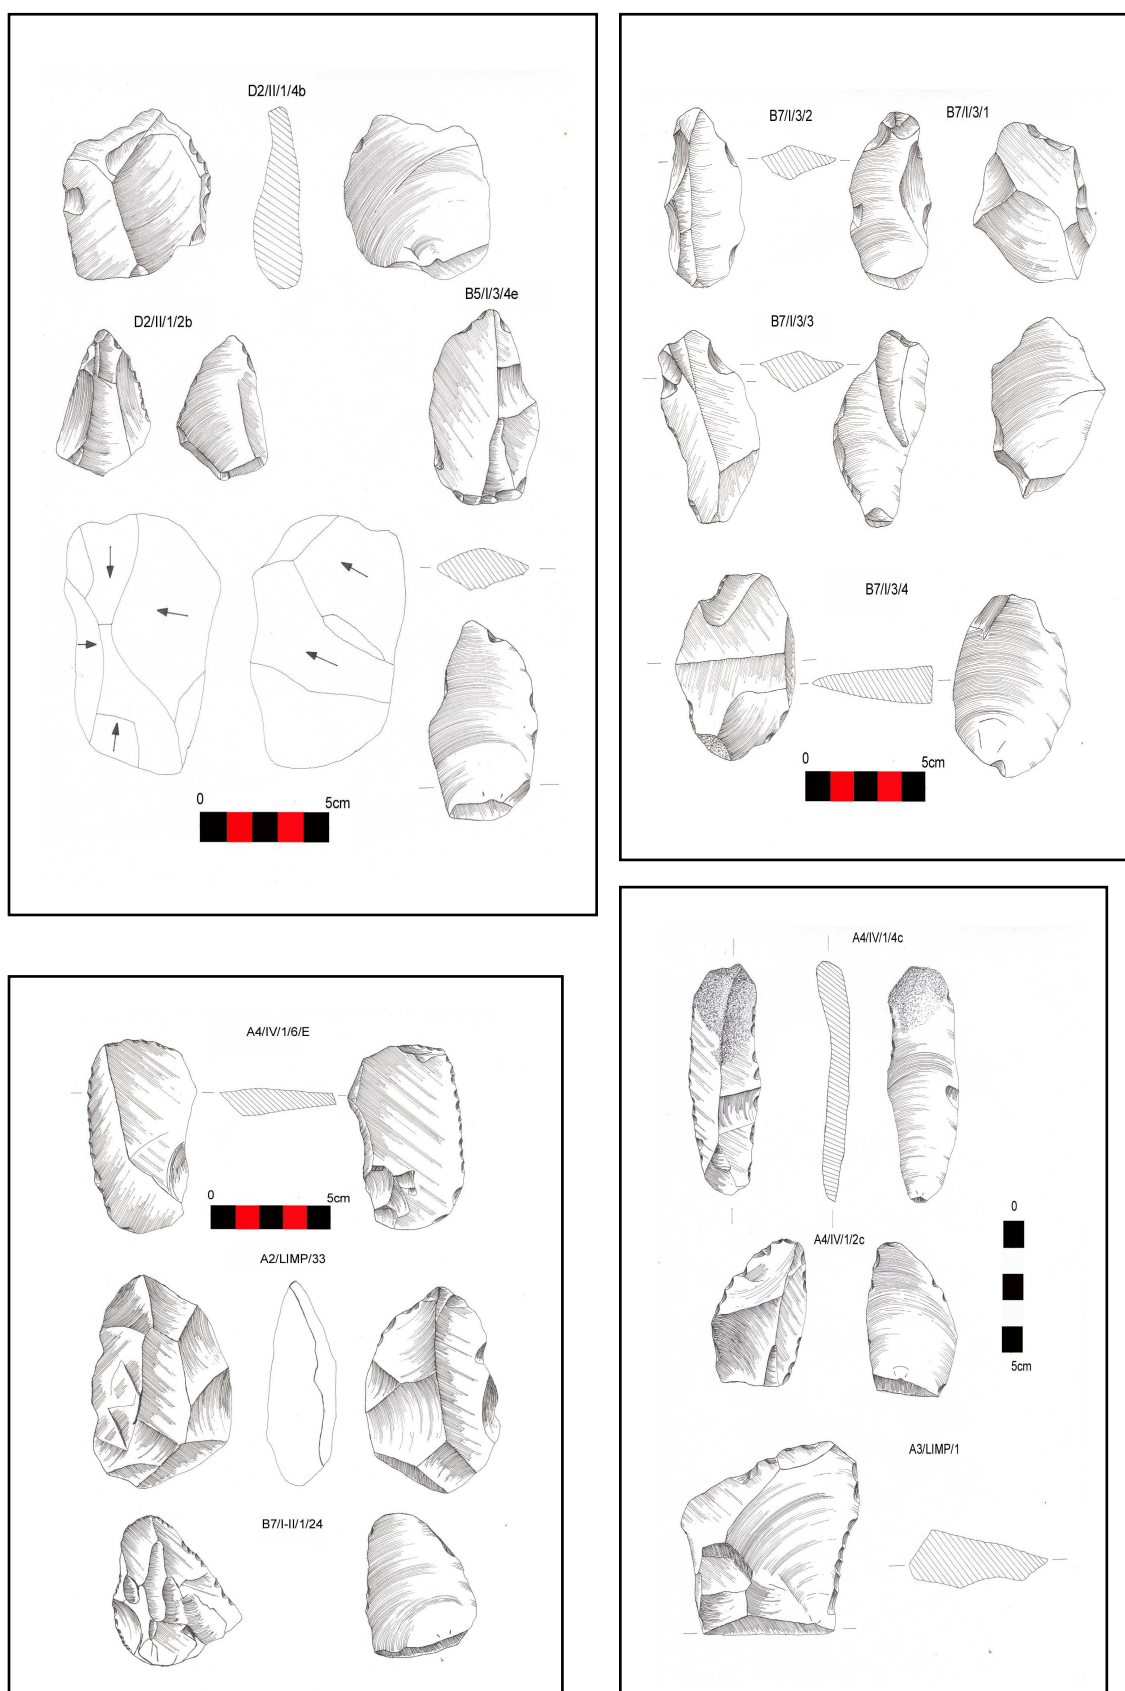 D2/II/1/4b
D2/II/1/2b
B5/I/3/4e
0 5cm
B7/I/3/2
B7/I/3/1
B7/I/3/3
B7/I/3/4
0 5cm
A4/IV/1/6/E
0 5cm
A2/LIMP/33
B7/I-II/1/24
A4/IV/1/4c
A4/IV/1/2c
0
5cm
A3/LIMP/1